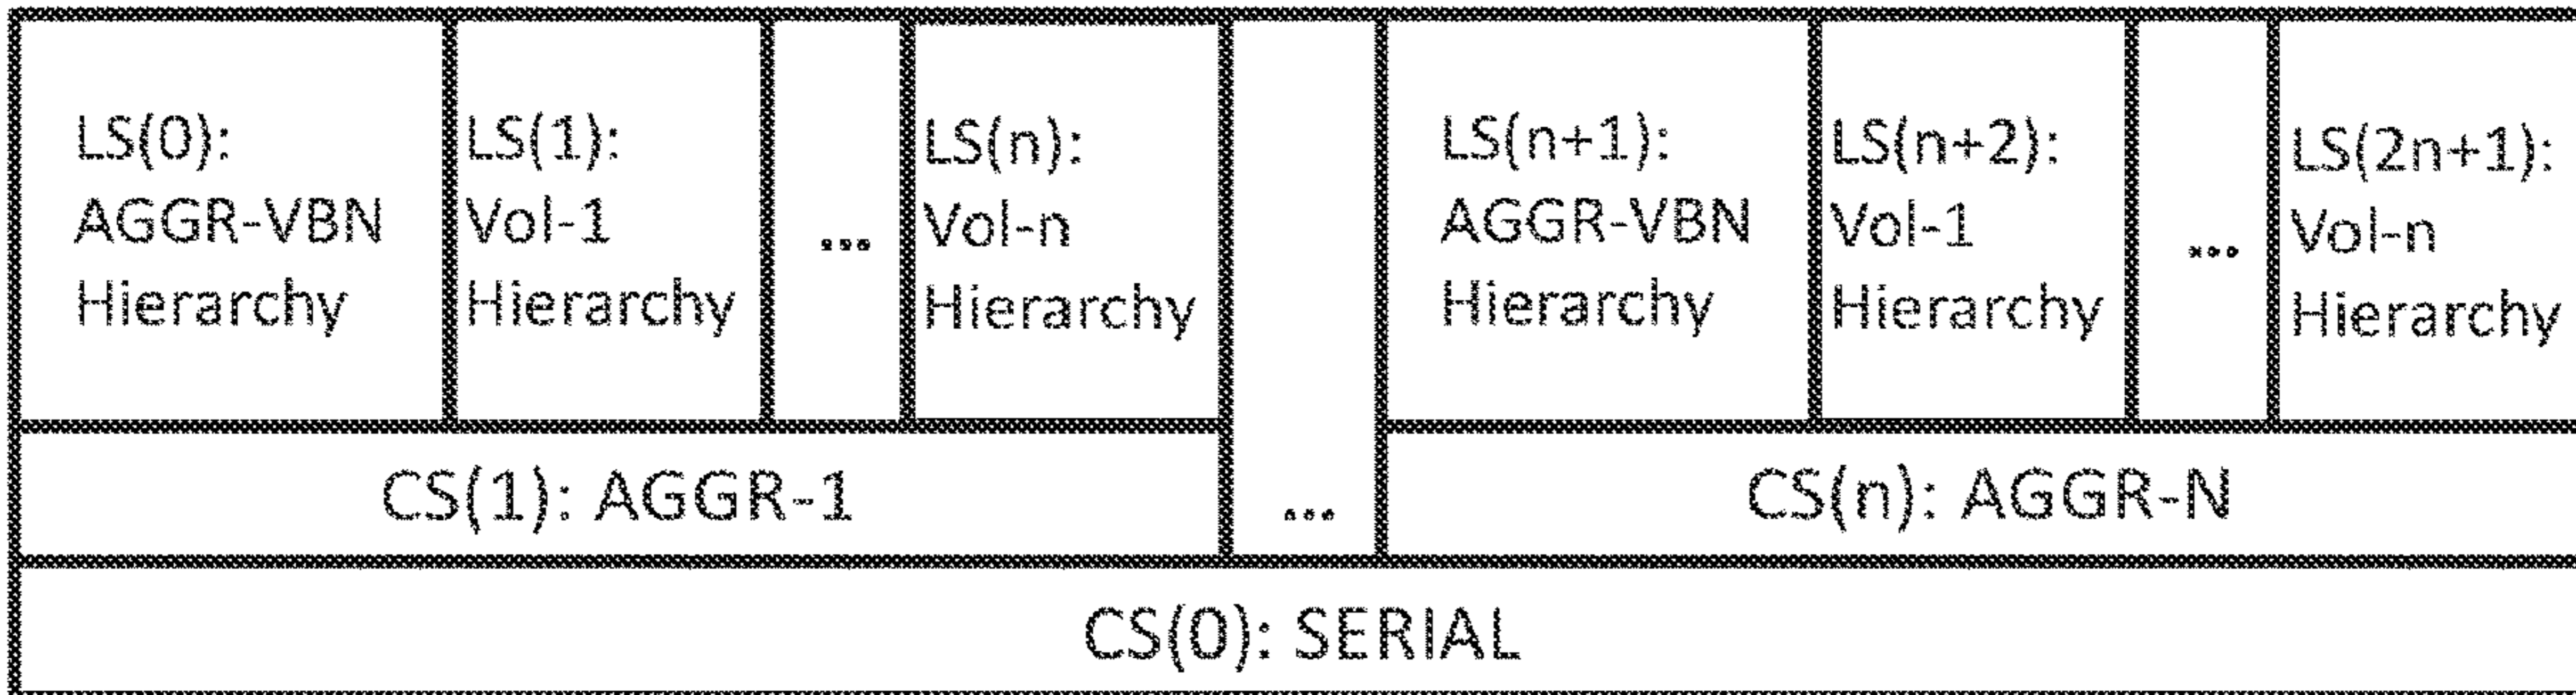 LS(0):
AGGR-VBN
Hierarchy
LS(1):
Vol-1
Hierarchy
...
LS(n):
Vol-n
Hierarchy
LS(n+1):
AGGR-VBN
Hierarchy
LS(n+2):
Vol-1
Hierarchy
...
LS(2n+1):
Vol-n
Hierarchy
CS(1): AGGR-1
...
CS(n): AGGR-N
CS(0): SERIAL